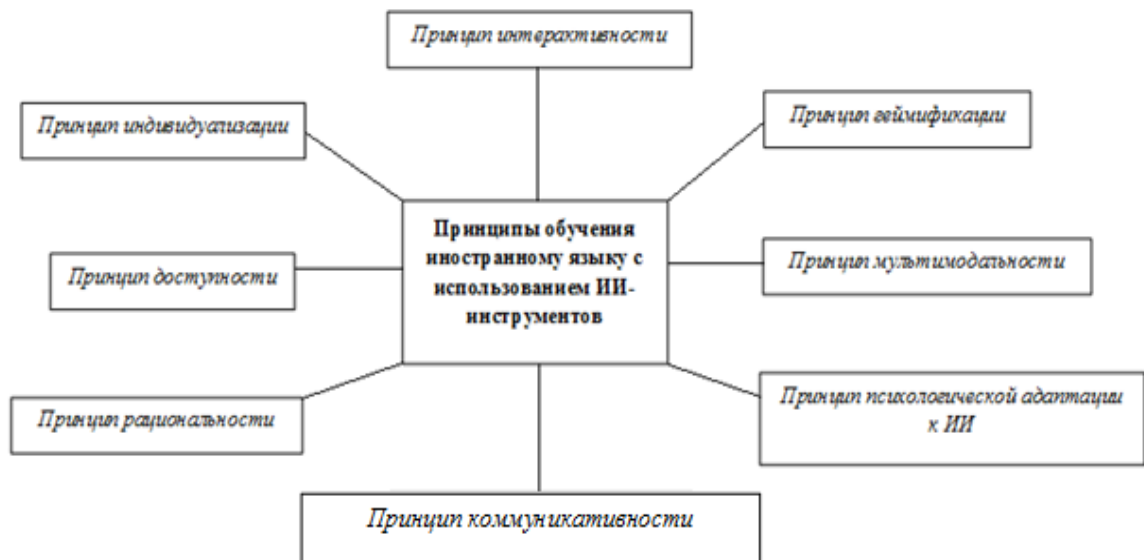 Принцип интерактивности
Принцип индивидуализации
Принцип геймификации
Принципы обучения
иностранному языку с
использованием ИИ-
инструментов
Принцип доступности
Принцип мультимодальности
Принцип рациональности
Принцип психологической адаптации
к ИИ
Принцип коммуникативности